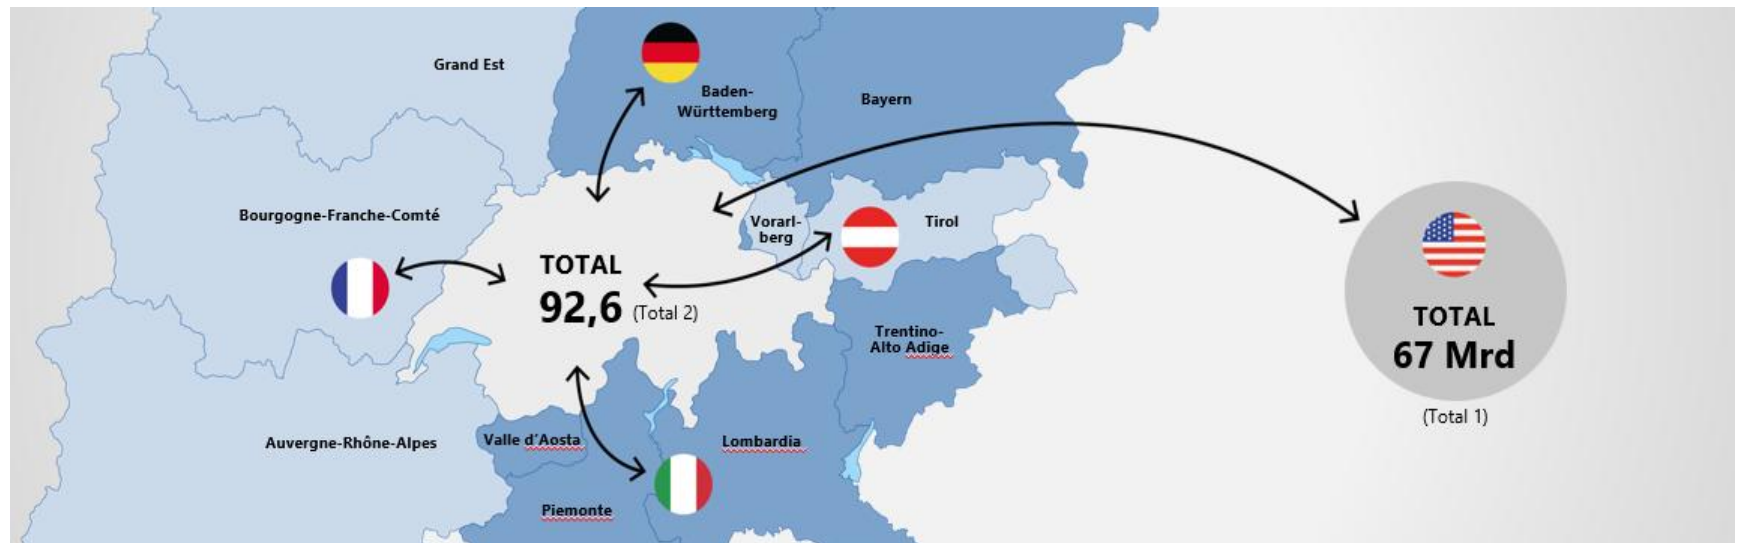 Grand Est
Baden-
Württemberg
Bayern
Bourgogne-Franche-Comté
Vorarl-
berg
Tirol
TOTAL
92,6 (Total 2)
TOTAL
67 Mrd
(Total 1)
Trentino-
Alto Adige
Auvergne-Rhône-Alpes
Valle d'Aosta
Lombardia
Piemonte